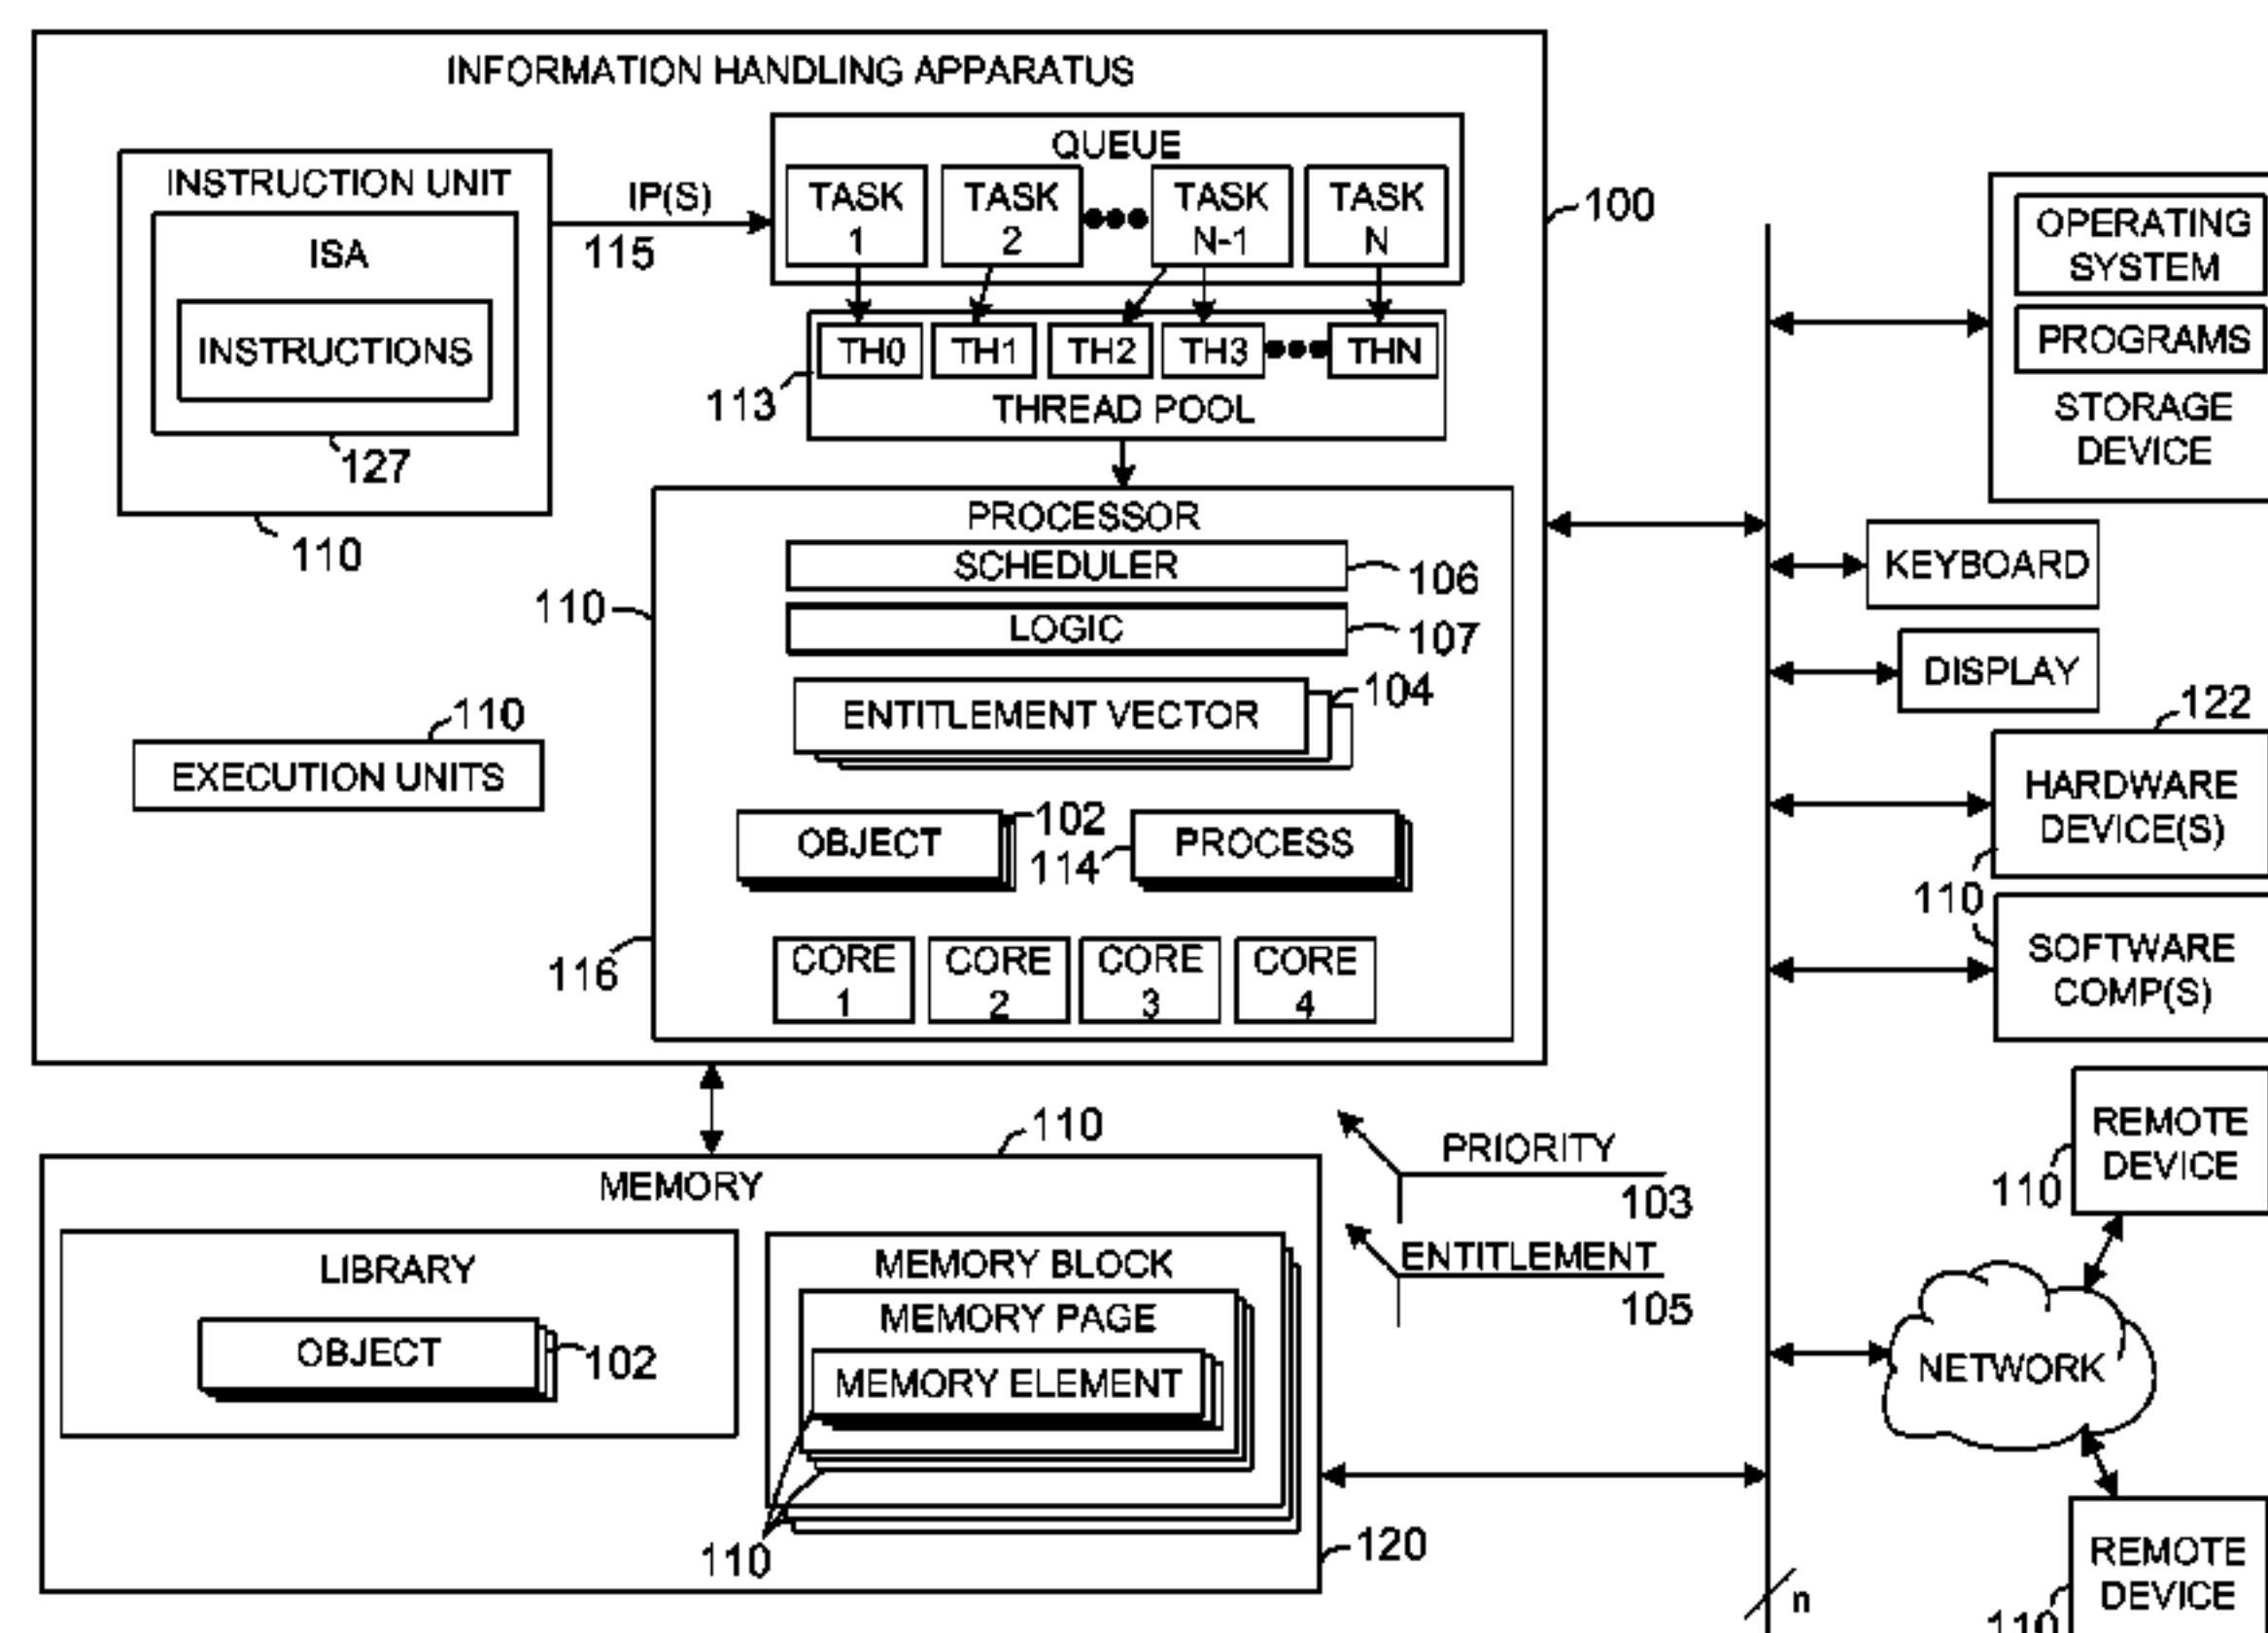 INFORMATION HANDLING APPARATUS
INSTRUCTION UNIT
ISA
INSTRUCTIONS
127
110
IP(S)
115
QUEUE
TASK
1
TASK
2
TASK
N-1
TASK
N
TH0
TH1
TH2
TH3
THN
113
THREAD POOL
100
PROCESSOR
SCHEDULER
106
110
LOGIC
107
ENTITLEMENT VECTOR
104
110
EXECUTION UNITS
OBJECT
102
114
PROCESS
116
CORE
1
CORE
2
CORE
3
CORE
4
110
MEMORY
LIBRARY
OBJECT
102
MEMORY BLOCK
MEMORY PAGE
MEMORY ELEMENT
110
120
PRIORITY
103
ENTITLEMENT
105
OPERATING
SYSTEM
PROGRAMS
STORAGE
DEVICE
KEYBOARD
DISPLAY
122
HARDWARE
DEVICE(S)
110
SOFTWARE
COMP(S)
REMOTE
DEVICE
110
NETWORK
REMOTE
DEVICE
110
n